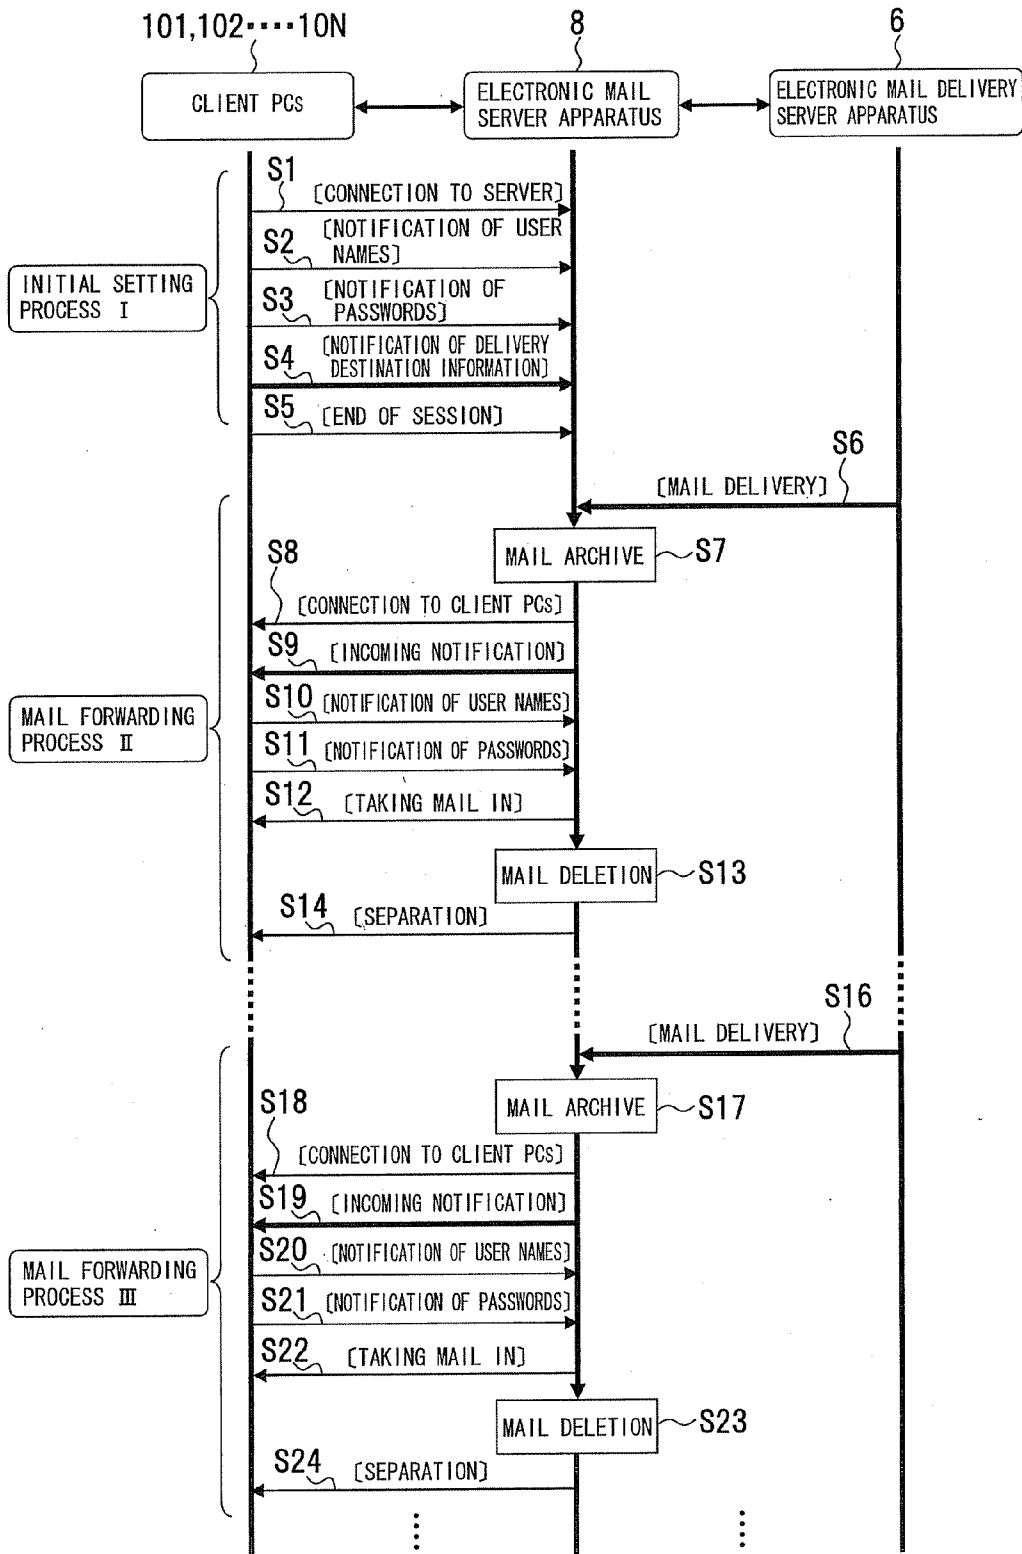 101,102····10N
8
6
CLIENT PCs
ELECTRONIC MAIL
SERVER APPARATUS
ELECTRONIC MAIL DELIVERY
SERVER APPARATUS
S1
[CONNECTION TO SERVER]
INITIAL SETTING
PROCESS I
S2
[NOTIFICATION OF USER
NAMES]
S3
[NOTIFICATION OF
PASSWORDS]
S4
[NOTIFICATION OF DELIVERY
DESTINATION INFORMATION]
S5
[END OF SESSION]
S6
[MAIL DELIVERY]
MAIL ARCHIVE
S7
S8
[CONNECTION TO CLIENT PCs]
S9
[INCOMING NOTIFICATION]
MAIL FORWARDING
PROCESS II
S10
[NOTIFICATION OF USER NAMES]
S11
[NOTIFICATION OF PASSWORDS]
S12
[TAKING MAIL IN]
MAIL DELETION
S13
S14
[SEPARATION]
S16
[MAIL DELIVERY]
MAIL ARCHIVE
S17
S18
[CONNECTION TO CLIENT PCs]
S19
[INCOMING NOTIFICATION]
MAIL FORWARDING
PROCESS III
S20
[NOTIFICATION OF USER NAMES]
S21
[NOTIFICATION OF PASSWORDS]
S22
[TAKING MAIL IN]
MAIL DELETION
S23
S24
[SEPARATION]